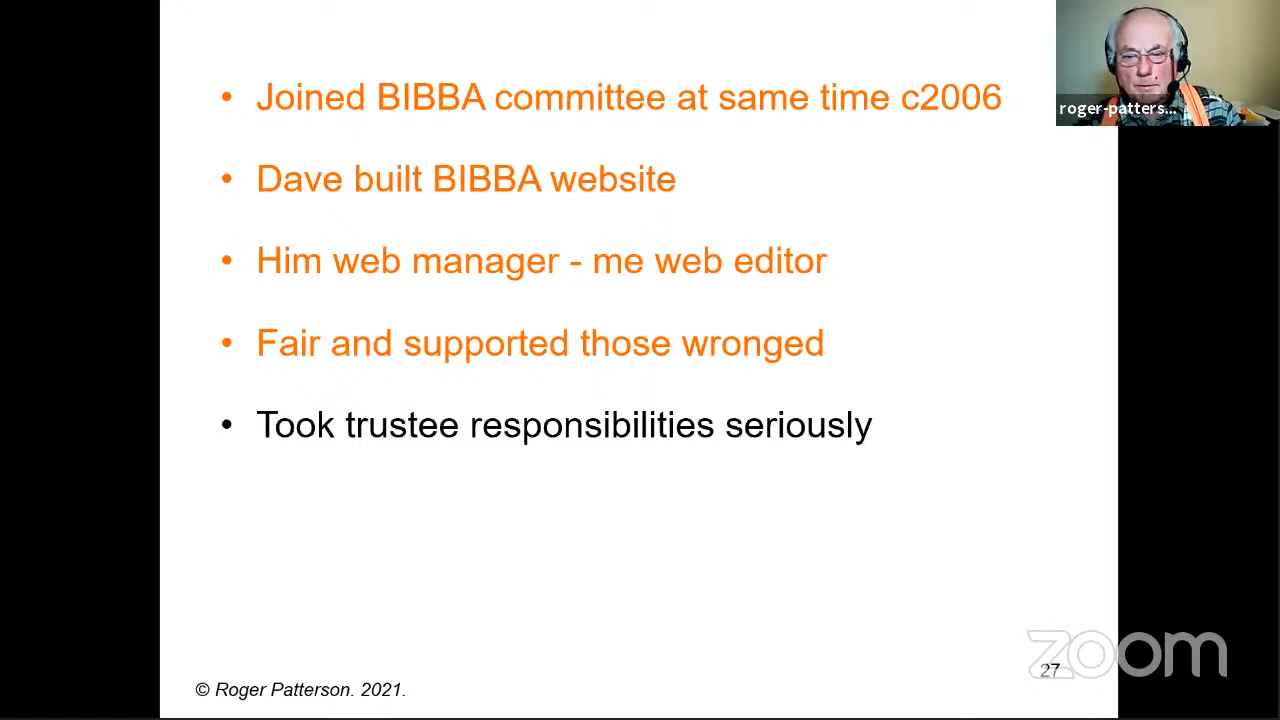 • Joined BIBBA committee at same time c2006
• Dave built BIBBA website
• Him web manager - me web editor
• Fair and supported those wronged
• Took trustee responsibilities seriously
roger-patters...
© Roger Patterson. 2021.
27
zoom